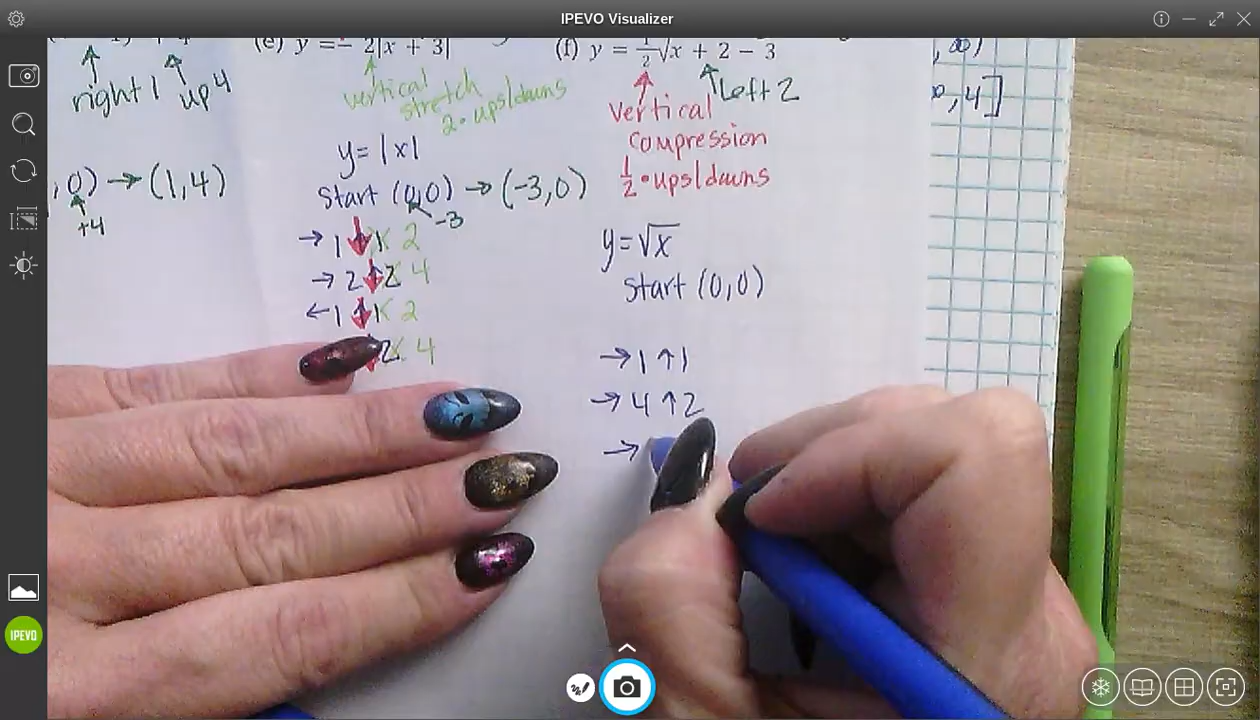 IPEVO Visualizer
(e) y = - 2|x + 3|
(f) y = 1/2 √x + 2 - 3
, ∞)
, 4]
right 1
up 4
vertical
stretch
2 • ups/downs
left 2
vertical
compression
1/2 • ups/downs
, 0) → (1,4)
+4
y = |x|
start (0,0) → (-3,0)
-3
→ 1 ↑ 1 2
→ 2 ↑ 2 4
← 1 ↑ 1 2
2 4
y = √x
start (0,0)
→ 1 ↑ 1
→ 4 ↑ 2
→
IPEVO